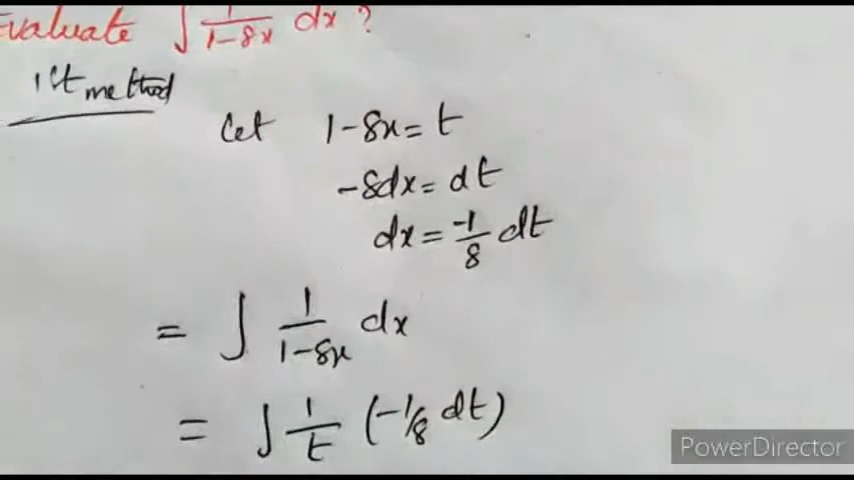 Evaluate ∫ 1/(1-8x) dx ?
1st method
Let 1-8x = t
-8dx = dt
dx = -1/8 dt
= ∫ 1/(1-8x) dx
= ∫ 1/t (-1/8 dt)
PowerDirector